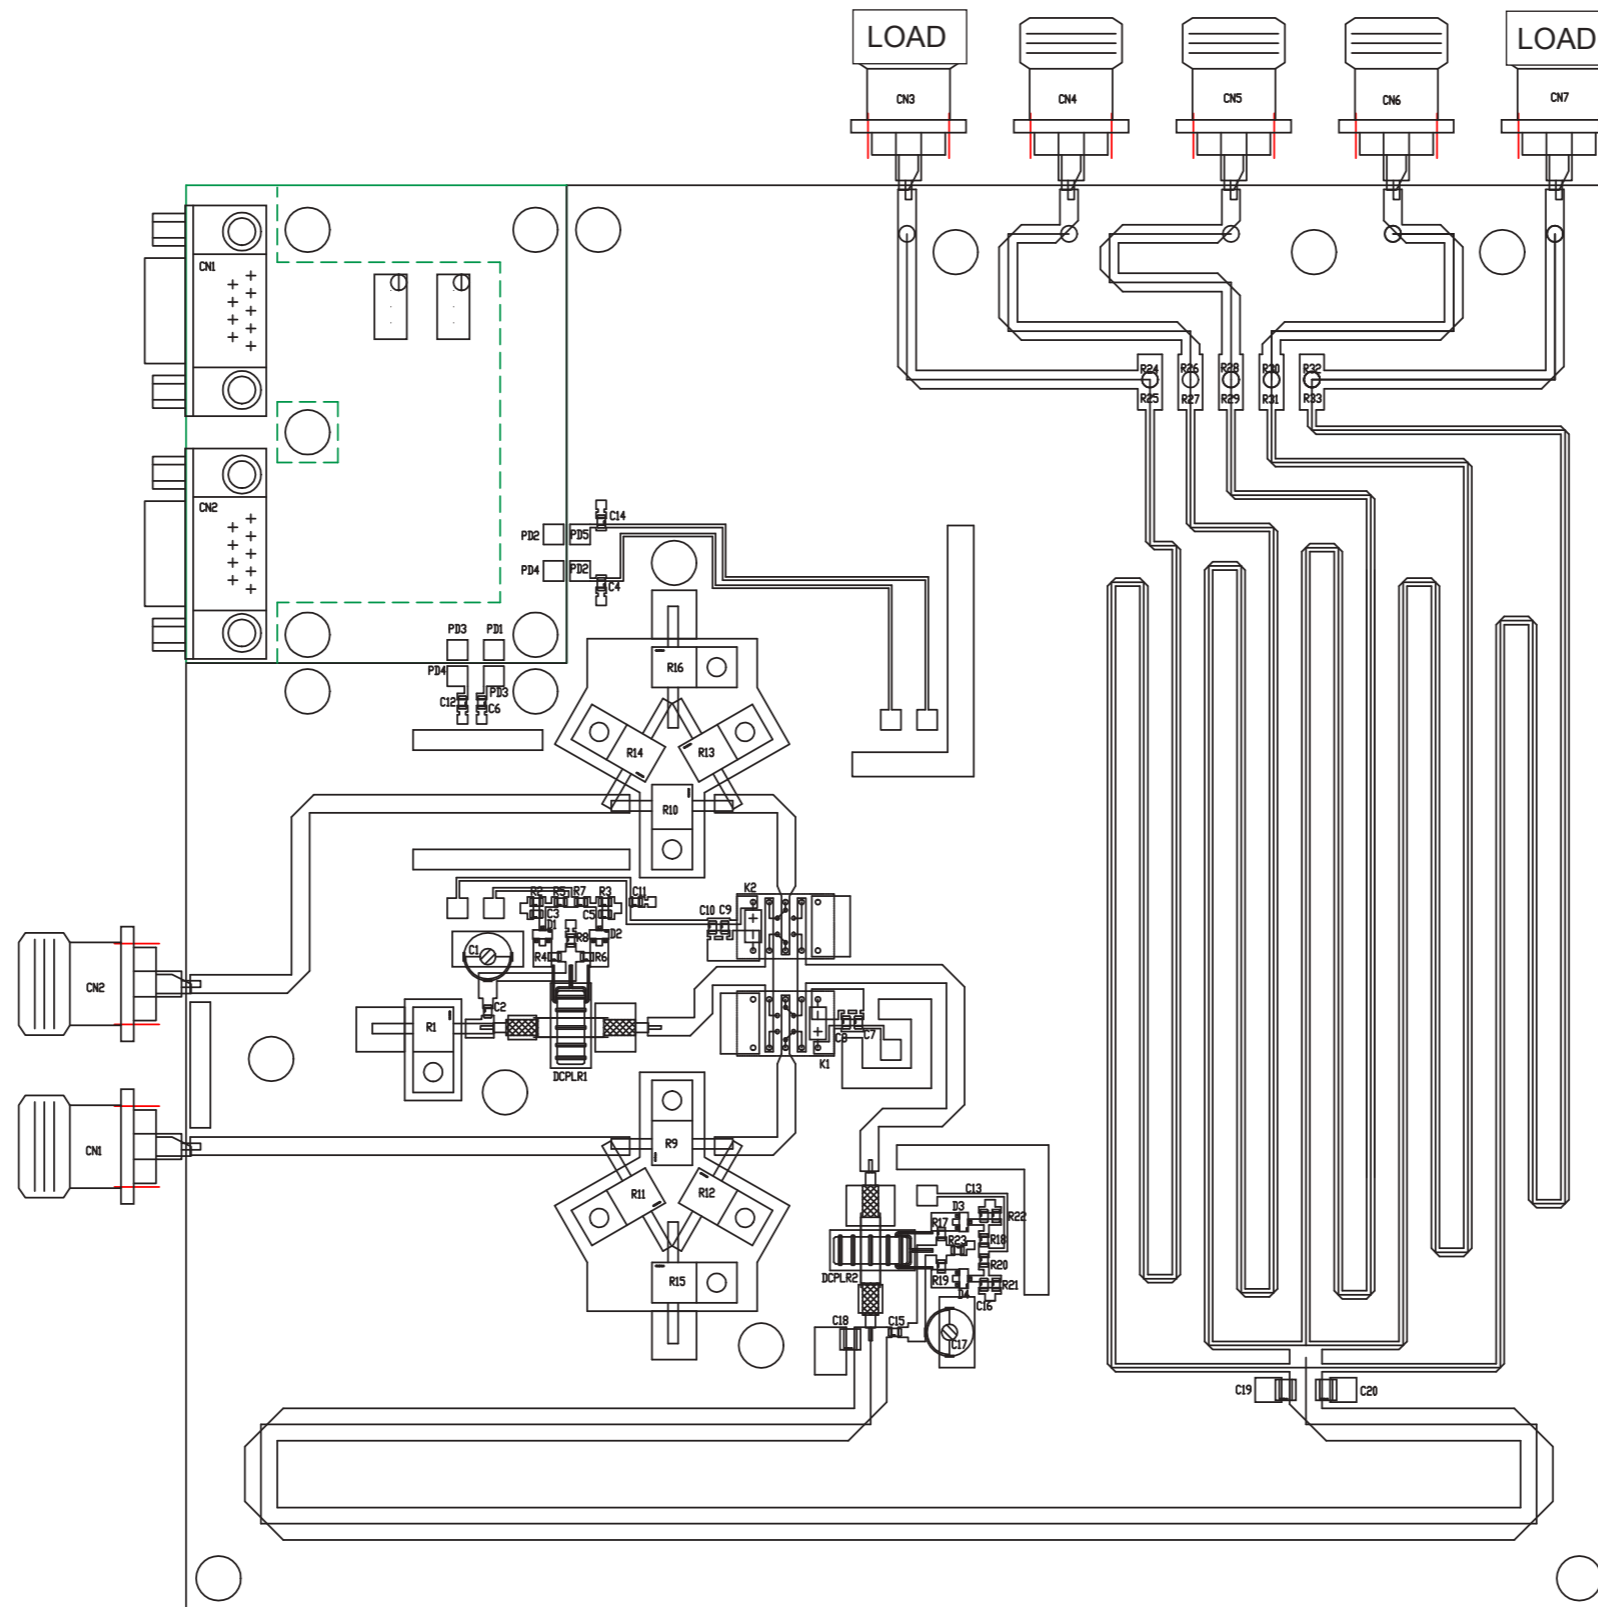 LOAD
LOAD
CN3
CN4
CN5
CN6
CN7
CN1
R24
R26
R28
R30
R32
R25
R27
R29
R31
R33
CN2
C14
PD2
PD5
PD4
PD2
C4
PD3
PD1
PD4
PD3
C12
C6
R16
R14
R13
R10
K2
R2
R5
R7
R3
C11
C3
C5
C10
C9
D1
D2
R8
C1
R4
R6
CN2
C2
R1
C8
C7
DCPLR1
K1
R9
CN1
R11
R12
C13
D3
R17
R22
R23
R18
R20
DCPLR2
R19
R21
R15
D4
C16
C18
C15
C17
C19
C20